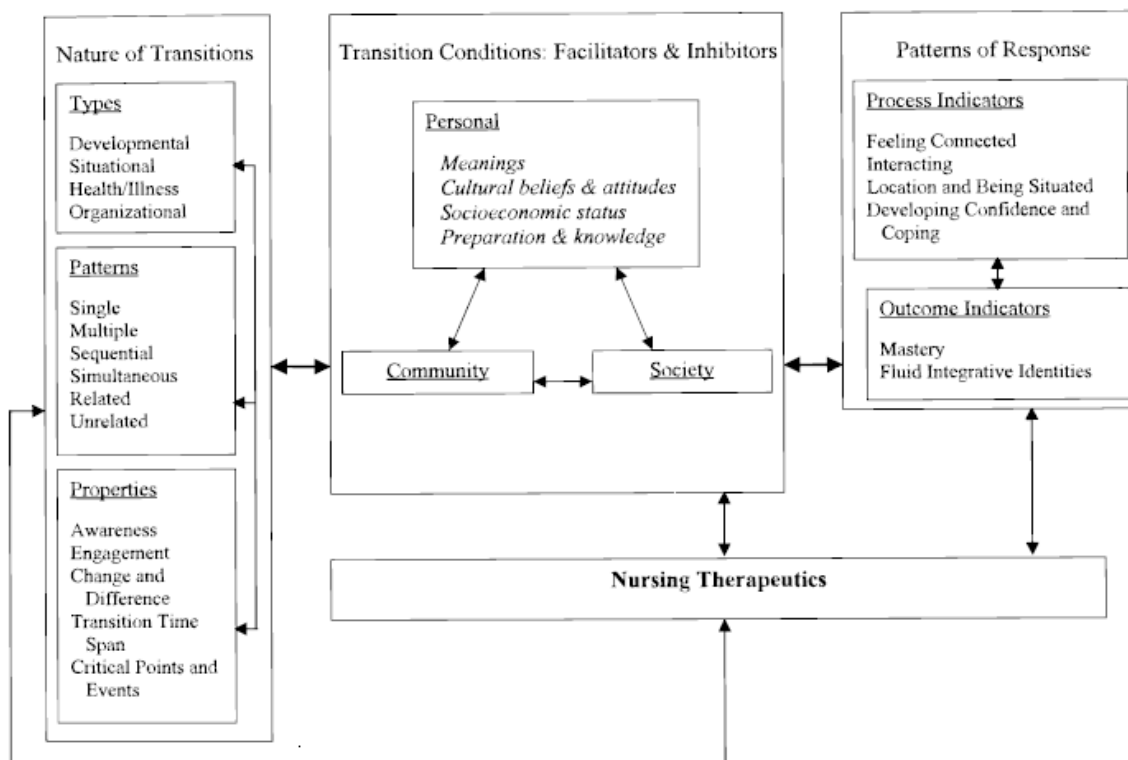 Nature of Transitions
Types
Developmental
Situational
Health/Illness
Organizational
Patterns
Single
Multiple
Sequential
Simultaneous
Related
Unrelated
Properties
Awareness
Engagement
Change and
Difference
Transition Time
Span
Critical Points and
Events
Transition Conditions: Facilitators & Inhibitors
Personal
Meanings
Cultural beliefs & attitudes
Socioeconomic status
Preparation & knowledge
Community
Society
Patterns of Response
Process Indicators
Feeling Connected
Interacting
Location and Being Situated
Developing Confidence and
Coping
Outcome Indicators
Mastery
Fluid Integrative Identities
Nursing Therapeutics